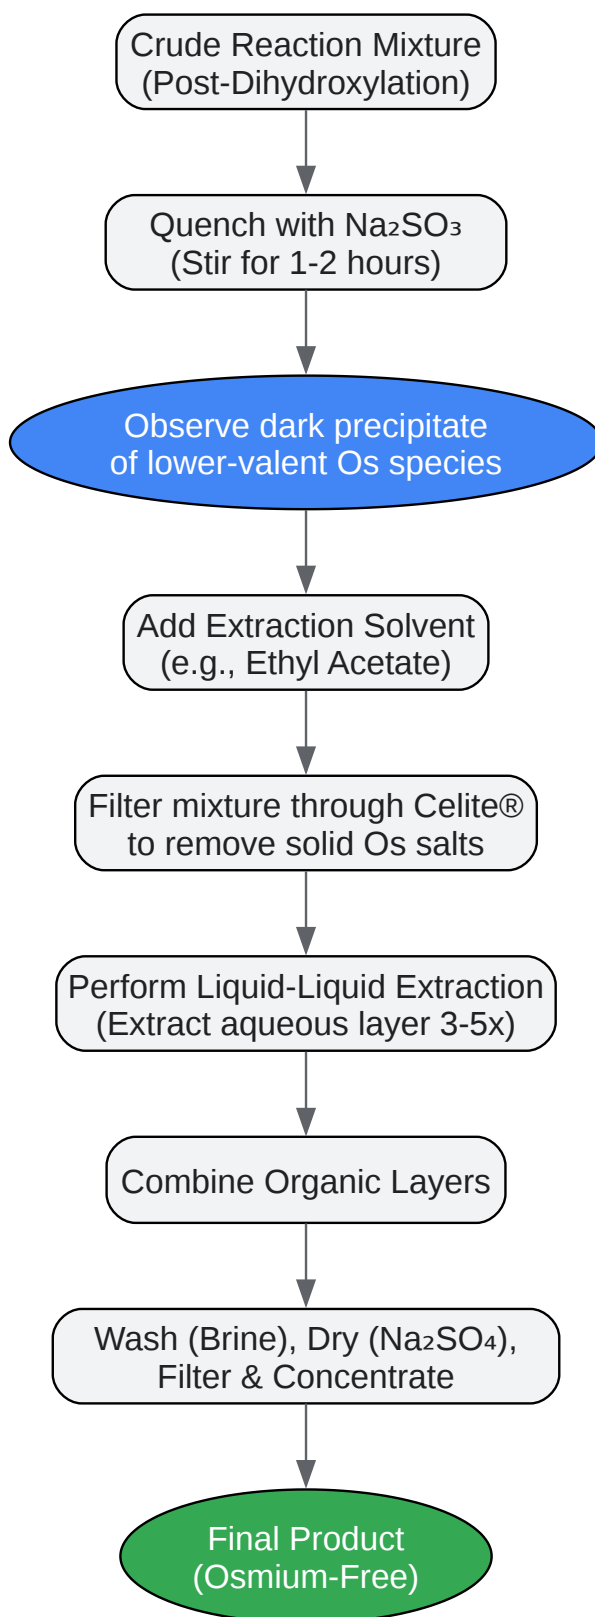 Crude Reaction Mixture
(Post-Dihydroxylation)
Quench with Na₂SO₃
(Stir for 1-2 hours)
Observe dark precipitate
of lower-valent Os species
Add Extraction Solvent
(e.g., Ethyl Acetate)
Filter mixture through Celite®
to remove solid Os salts
Perform Liquid-Liquid Extraction
(Extract aqueous layer 3-5x)
Combine Organic Layers
Wash (Brine), Dry (Na₂SO₄),
Filter & Concentrate
Final Product
(Osmium-Free)